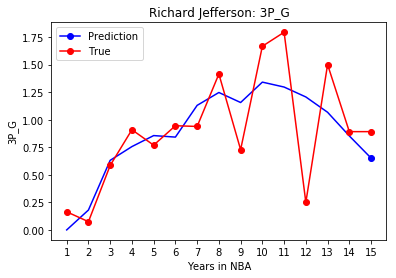 Richard Jefferson: 3P_G
Prediction
True
3P_G
1.75
1.50
1.25
1.00
0.75
0.50
0.25
0.00
1 2 3 4 5 6 7 8 9 10 11 12 13 14 15
Years in NBA